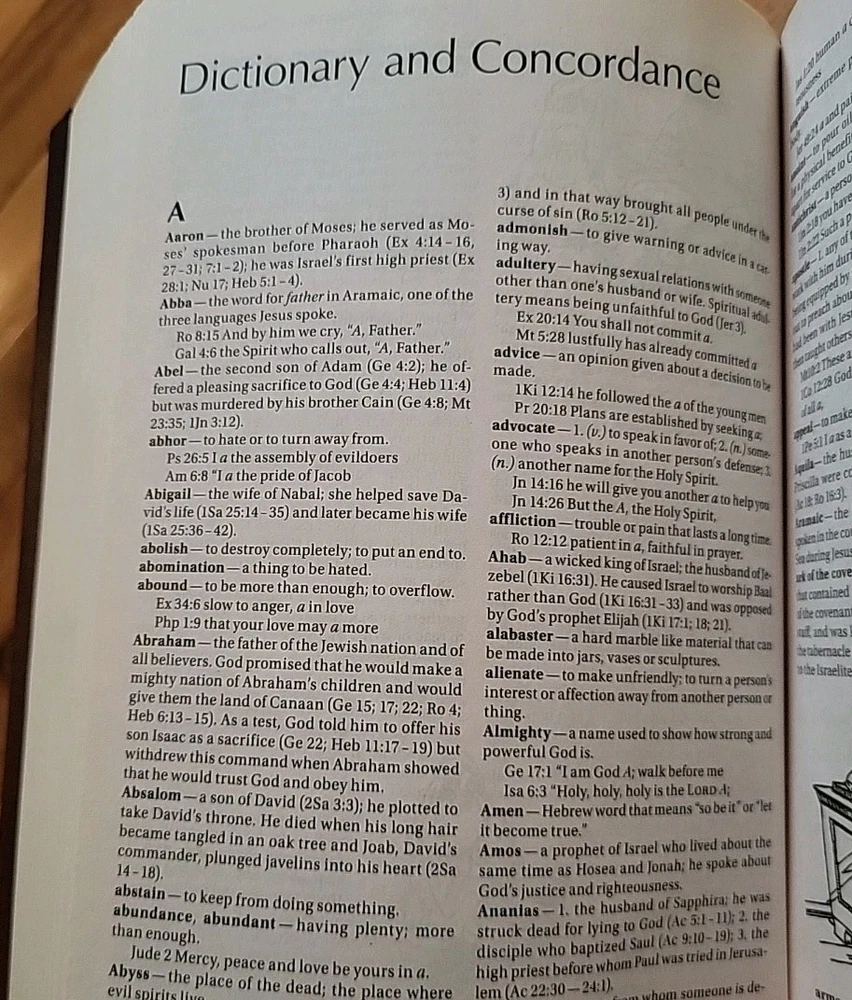 Dictionary and Concordance
A
Aaron—the brother of Moses; he served as Mo-
ses' spokesman before Pharaoh (Ex 4:14–16,
27–31; 7:1–2); he was Israel's first high priest (Ex
28:1; Nu 17; Heb 5:1–4).
Abba—the word for father in Aramaic, one of the
three languages Jesus spoke.
Ro 8:15 And by him we cry, "A, Father."
Gal 4:6 the Spirit who calls out, "A, Father."
Abel—the second son of Adam (Ge 4:2); he of-
fered a pleasing sacrifice to God (Ge 4:4; Heb 11:4)
but was murdered by his brother Cain (Ge 4:8; Mt
23:35; 1Jn 3:12).
abhor—to hate or to turn away from.
Ps 26:5 I a the assembly of evildoers
Am 6:8 "I a the pride of Jacob
Abigail—the wife of Nabal; she helped save Da-
vid's life (1Sa 25:14–35) and later became his wife
(1Sa 25:36–42).
abolish—to destroy completely; to put an end to.
abomination—a thing to be hated.
abound—to be more than enough; to overflow.
Ex 34:6 slow to anger, a in love
Php 1:9 that your love may a more
Abraham—the father of the Jewish nation and of
all believers. God promised that he would make a
mighty nation of Abraham's children and would
give them the land of Canaan (Ge 15; 17; 22; Ro 4;
Heb 6:13–15). As a test, God told him to offer his
son Isaac as a sacrifice (Ge 22; Heb 11:17–19) but
withdrew this command when Abraham showed
that he would trust God and obey him.
Absalom—a son of David (2Sa 3:3); he plotted to
take David's throne. He died when his long hair
became tangled in an oak tree and Joab, David's
commander, plunged javelins into his heart (2Sa
14–18).
abstain—to keep from doing something.
abundance, abundant—having plenty; more
than enough.
Jude 2 Mercy, peace and love be yours in a.
Abyss—the place of the dead; the place where
evil spirits live
3) and in that way brought all people under the
curse of sin (Ro 5:12–21).
admonish—to give warning or advice in a car-
ing way.
adultery—having sexual relations with someone
other than one's husband or wife. Spiritual adul-
tery means being unfaithful to God (Jer 3).
Ex 20:14 You shall not commit a.
Mt 5:28 lustfully has already committed a
advice—an opinion given about a decision to be
made.
1Ki 12:14 he followed the a of the young men
Pr 20:18 Plans are established by seeking a;
advocate—1. (v.) to speak in favor of; 2. (n.) some-
one who speaks in another person's defense; 3.
(n.) another name for the Holy Spirit.
Jn 14:16 he will give you another a to help you
Jn 14:26 But the A, the Holy Spirit,
affliction—trouble or pain that lasts a long time.
Ro 12:12 patient in a, faithful in prayer.
Ahab—a wicked king of Israel; the husband of Je-
zebel (1Ki 16:31). He caused Israel to worship Baal
rather than God (1Ki 16:31–33) and was opposed
by God's prophet Elijah (1Ki 17:1; 18; 21).
alabaster—a hard marble like material that can
be made into jars, vases or sculptures.
alienate—to make unfriendly; to turn a person's
interest or affection away from another person or
thing.
Almighty—a name used to show how strong and
powerful God is.
Ge 17:1 "I am God A; walk before me
Isa 6:3 "Holy, holy, holy is the LORD A;
Amen—Hebrew word that means "so be it" or "let
it become true."
Amos—a prophet of Israel who lived about the
same time as Hosea and Jonah; he spoke about
God's justice and righteousness.
Ananias—1. the husband of Sapphira; he was
struck dead for lying to God (Ac 5:1–11); 2. the
disciple who baptized Saul (Ac 9:10–19); 3. the
high priest before whom Paul was tried in Jerusa-
lem (Ac 22:30—24:1).
from whom someone is de-